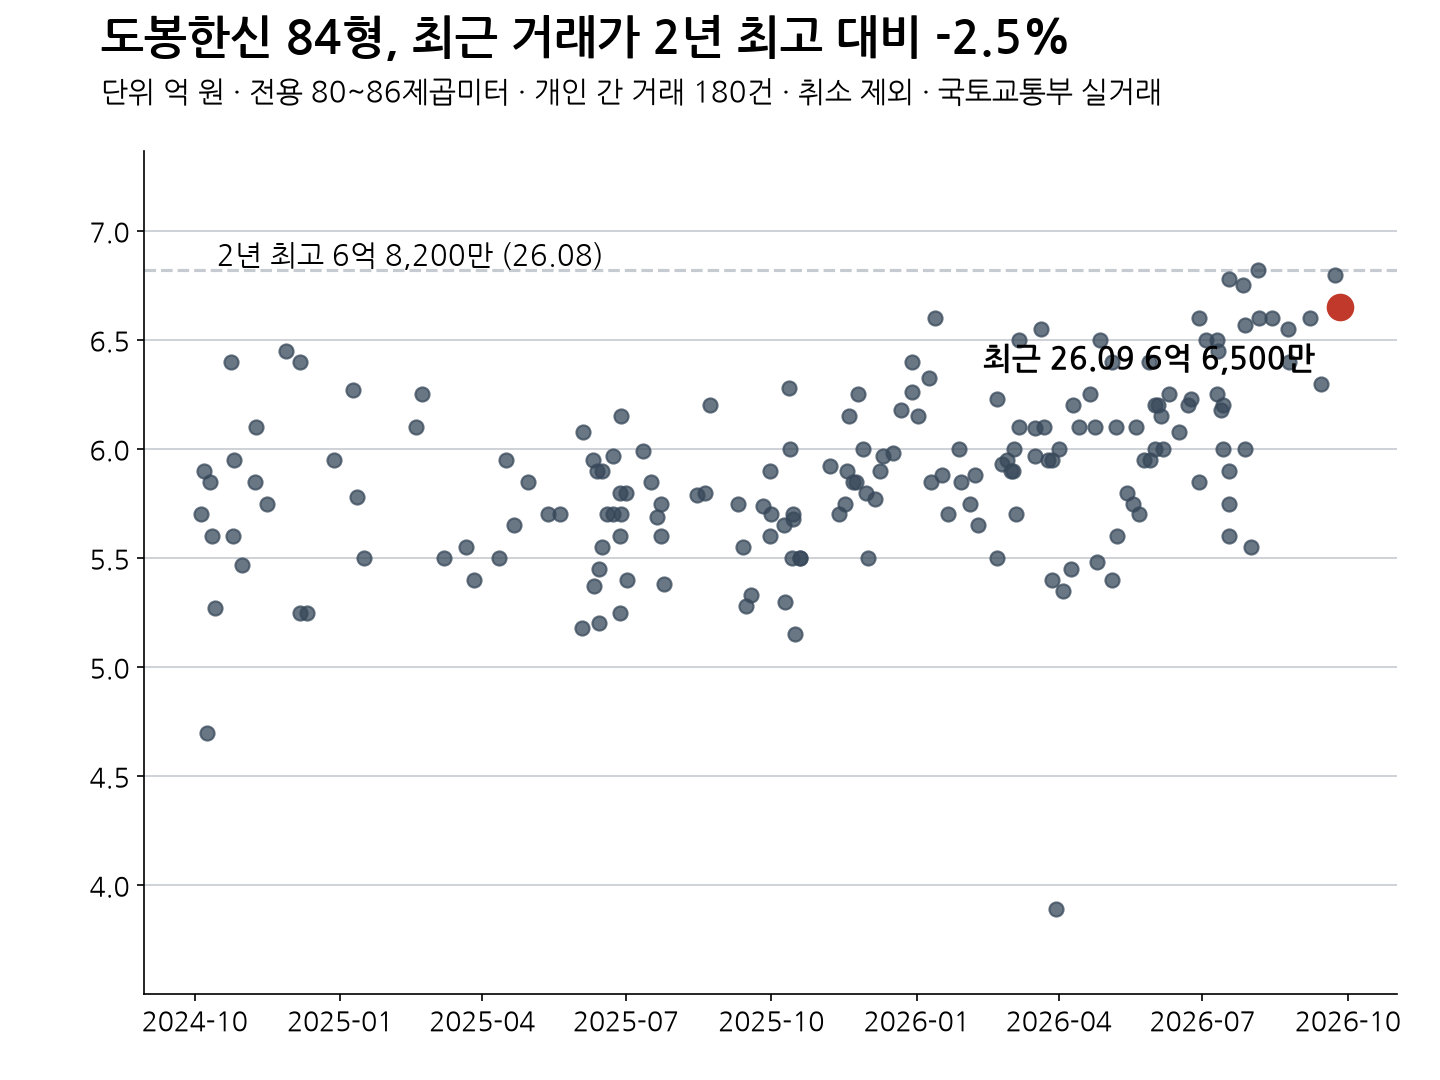 도봉한신 84형, 최근 거래가 2년 최고 대비 -2.5%
단위 억 원 · 전용 80~86제곱미터 · 개인 간 거래 180건 · 취소 제외 · 국토교통부 실거래
7.0
2년 최고 6억 8,200만 (26.08)
6.5
최근 26.09 6억 6,500만
6.0
5.5
5.0
4.5
4.0
2024-10 2025-01 2025-04 2025-07 2025-10 2026-01 2026-04 2026-07 2026-10